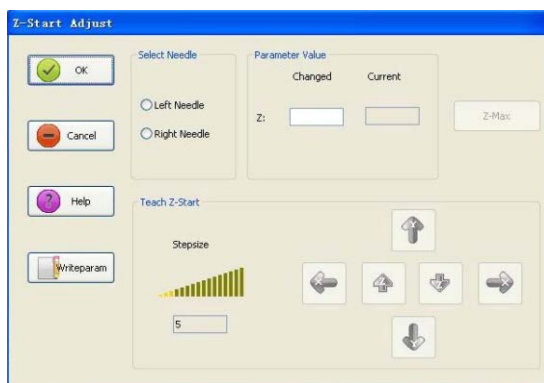 Z-Start Adjust
OK
Cancel
Help
Writeparam
Select Needle
Left Needle
Right Needle
Parameter Value
Changed
Current
Z:
Z-Max
Teach Z-Start
Stepsize
5
Y
X
Z
Z
X
Y